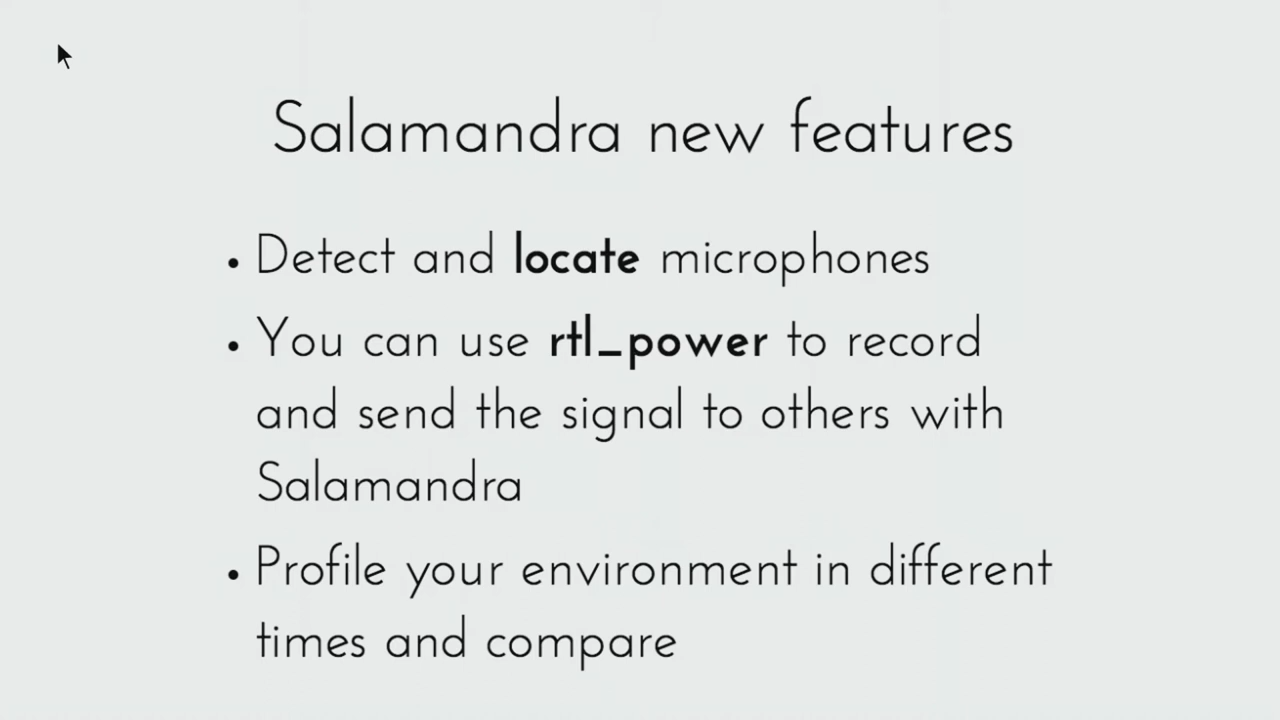 Salamandra new features
• Detect and locate microphones
• You can use rtl_power to record
and send the signal to others with
Salamandra
• Profile your environment in different
times and compare